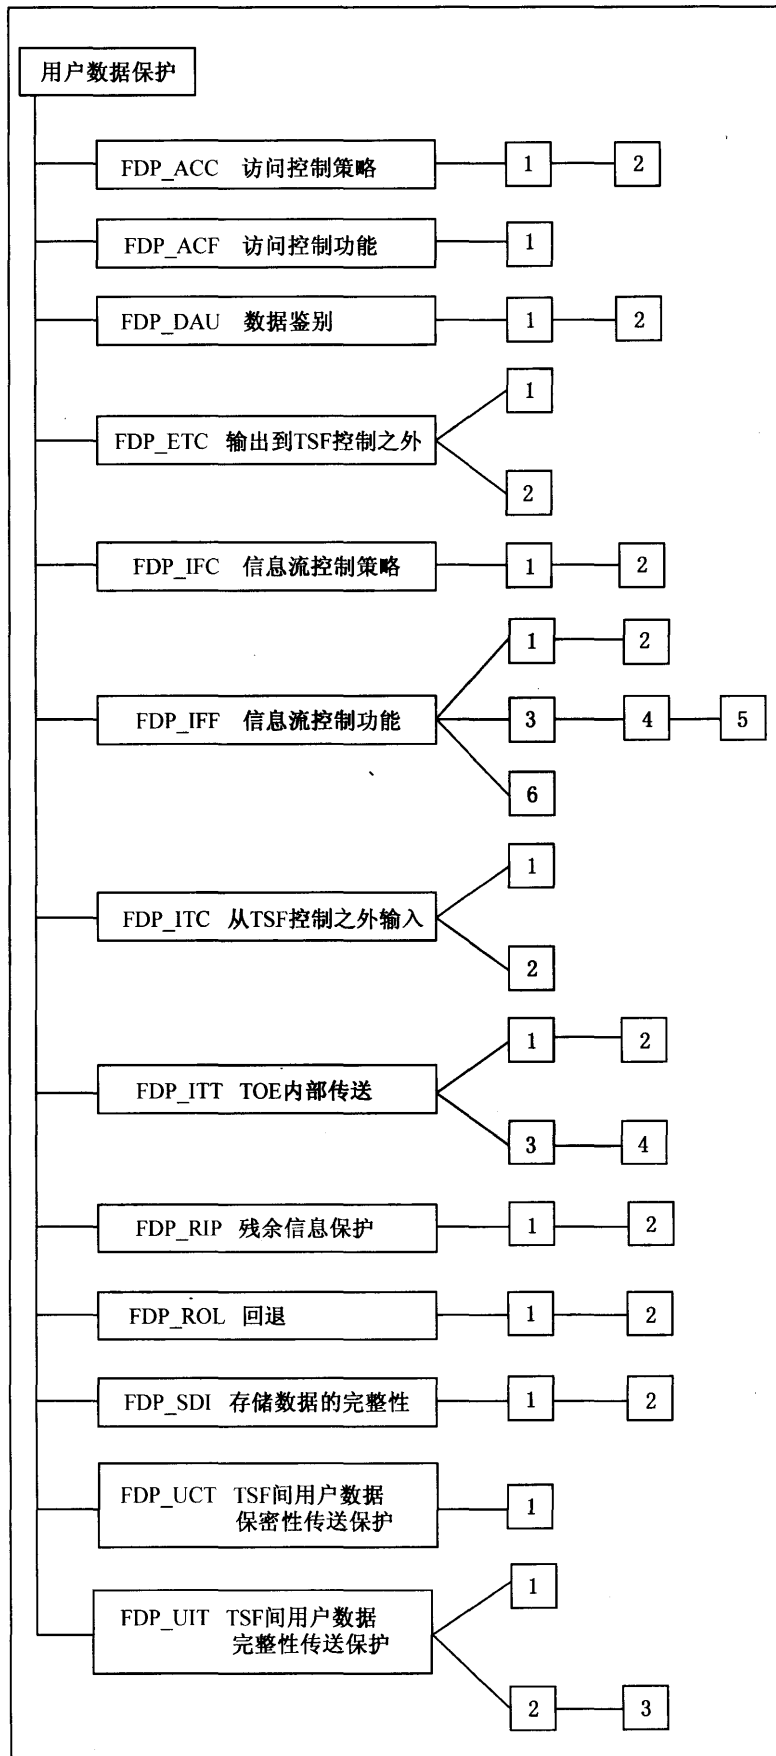 用户数据保护
FDP_ACC 访问控制策略 1 2
FDP_ACF 访问控制功能 1
FDP_DAU 数据鉴别 1 2
1
FDP_ETC 输出到TSF控制之外
2
FDP_IFC 信息流控制策略 1 2
1 2
FDP_IFF 信息流控制功能 3 4 5
6
1
FDP_ITC 从TSF控制之外输入
2
1 2
FDP_ITT TOE内部传送
3 4
FDP_RIP 残余信息保护 1 2
FDP_ROL 回退 1 2
FDP_SDI 存储数据的完整性 1 2
FDP_UCT TSF间用户数据
保密性传送保护 1
1
FDP_UIT TSF间用户数据
完整性传送保护
2 3